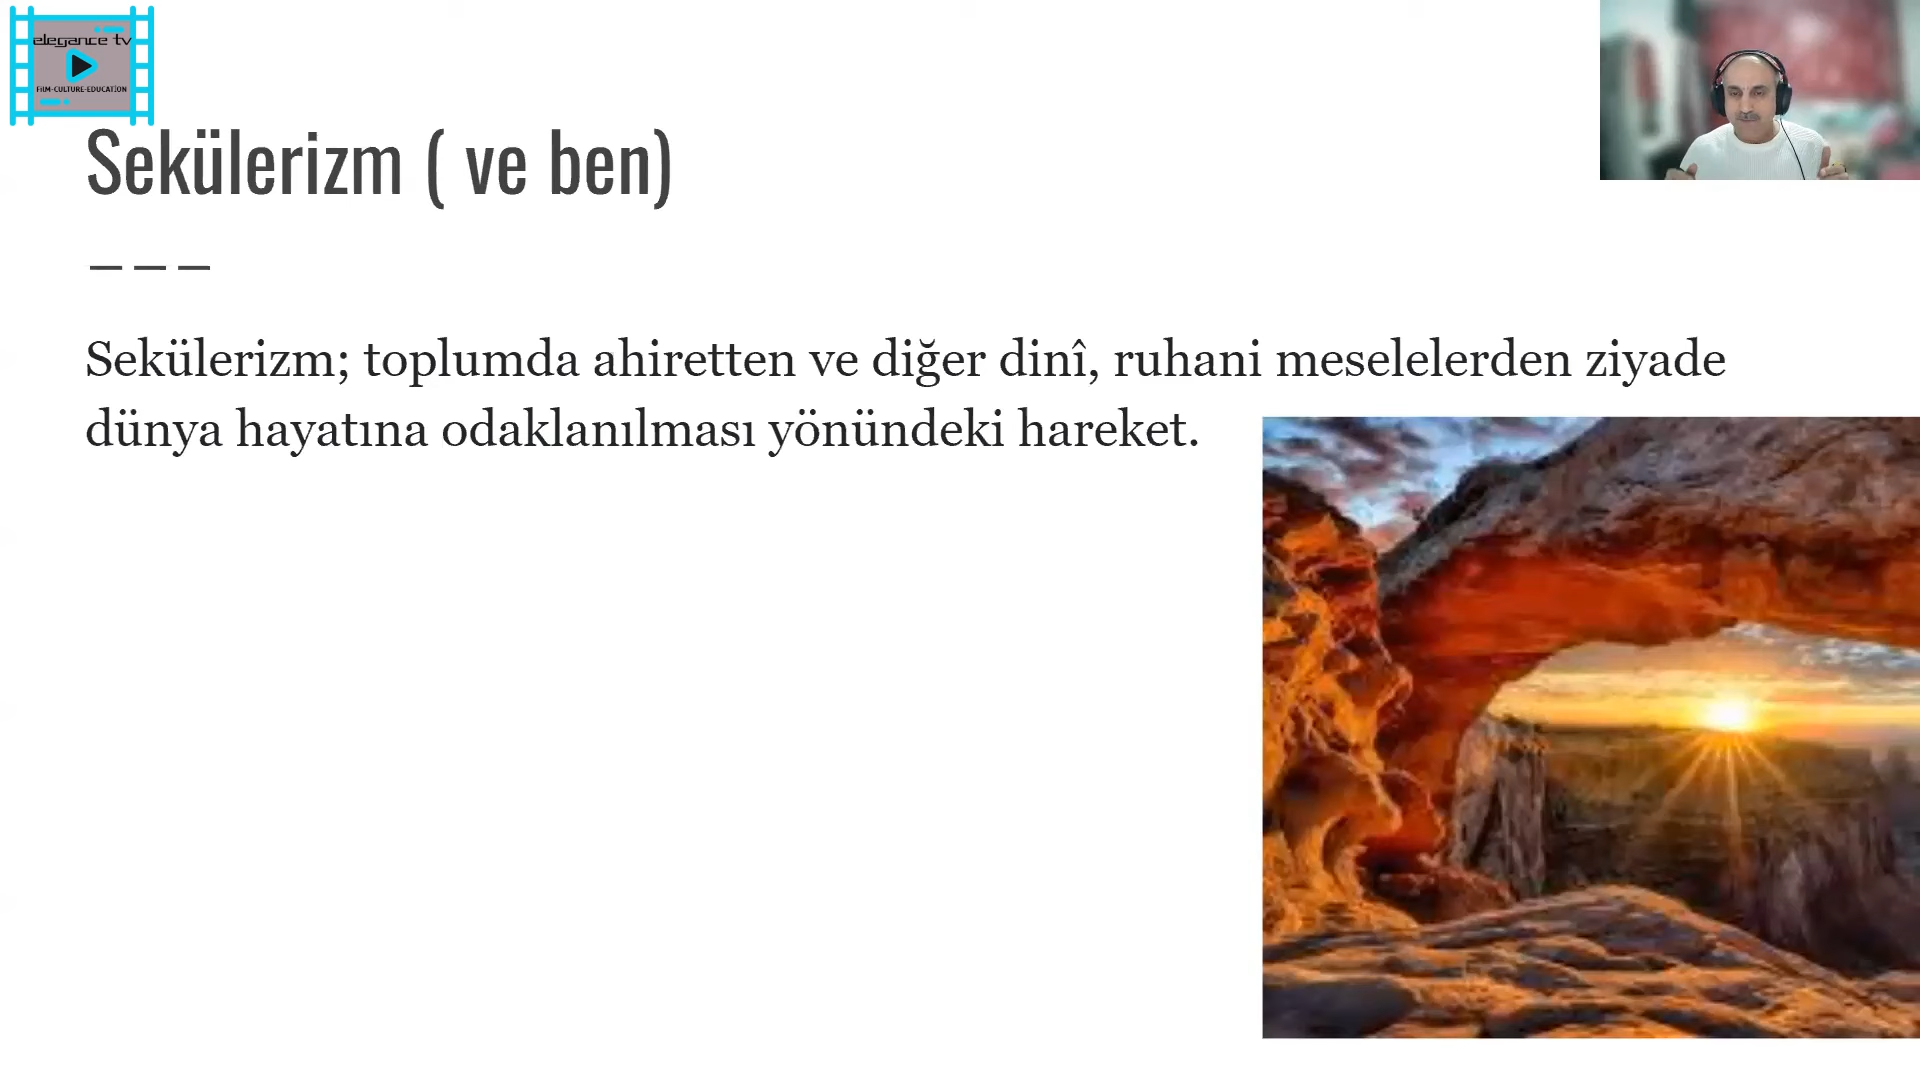 elegance tv
FiLM-CULTURE-EDUCATION
Sekülerizm ( ve ben)
Sekülerizm; toplumda ahiretten ve diğer dinî, ruhani meselelerden ziyade
dünya hayatına odaklanılması yönündeki hareket.